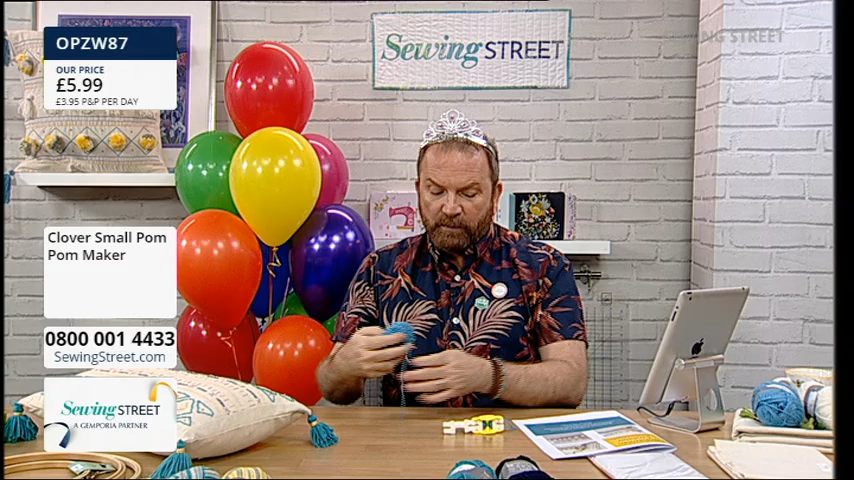 OPZW87
OUR PRICE
£5.99
£3.95 P&P PER DAY
Clover Small Pom
Pom Maker
0800 001 4433
SewingStreet.com
Sewing STREET
A GEMPORIA PARTNER
Sewing STREET
SEWING STREET